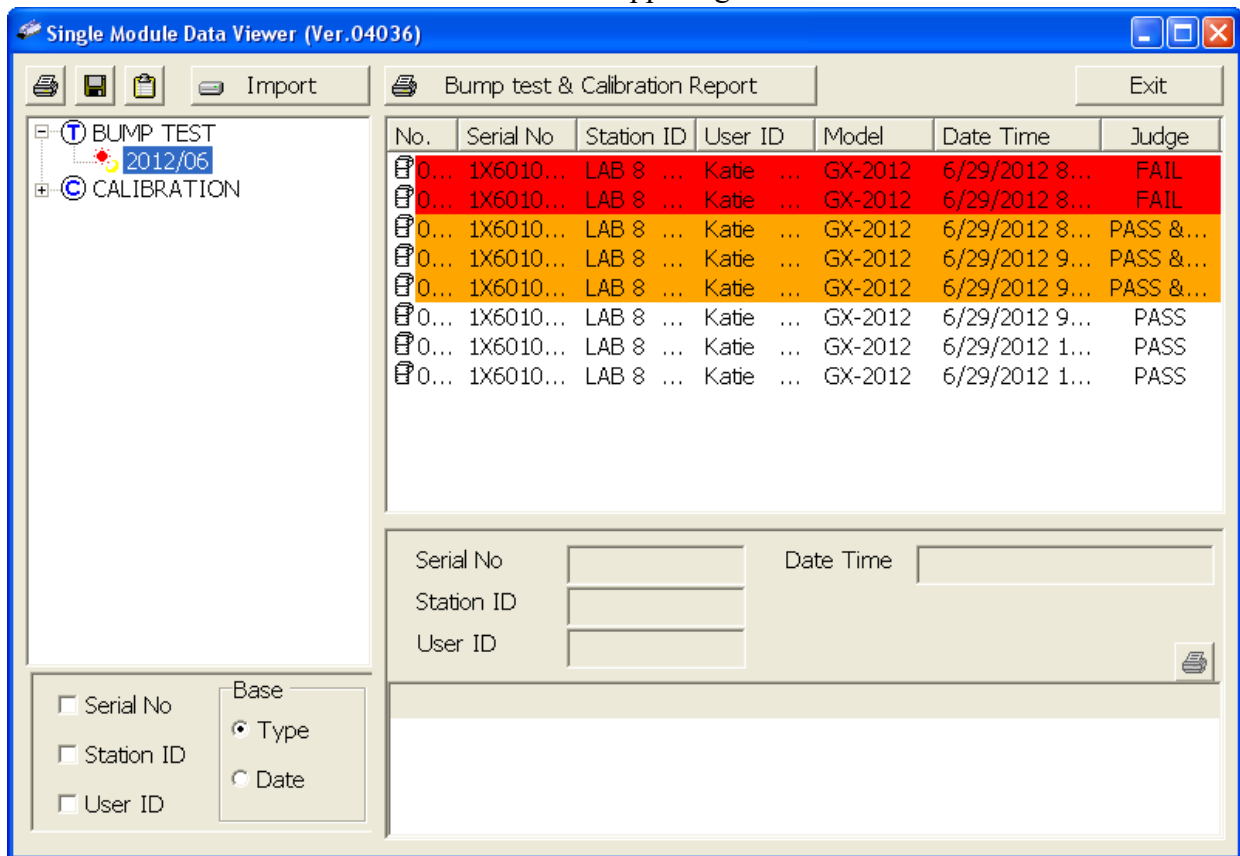 Single Module Data Viewer (Ver.04036)
Import
Bump test & Calibration Report
Exit
T BUMP TEST
2012/06
C CALIBRATION
No. Serial No Station ID User ID Model Date Time Judge
0... 1X6010... LAB 8 ... Katie ... GX-2012 6/29/2012 8... FAIL
0... 1X6010... LAB 8 ... Katie ... GX-2012 6/29/2012 8... FAIL
0... 1X6010... LAB 8 ... Katie ... GX-2012 6/29/2012 8... PASS &...
0... 1X6010... LAB 8 ... Katie ... GX-2012 6/29/2012 9... PASS &...
0... 1X6010... LAB 8 ... Katie ... GX-2012 6/29/2012 9... PASS &...
0... 1X6010... LAB 8 ... Katie ... GX-2012 6/29/2012 9... PASS
0... 1X6010... LAB 8 ... Katie ... GX-2012 6/29/2012 1... PASS
0... 1X6010... LAB 8 ... Katie ... GX-2012 6/29/2012 1... PASS
Serial No
Date Time
Station ID
User ID
Serial No
Station ID
User ID
Base
Type
Date